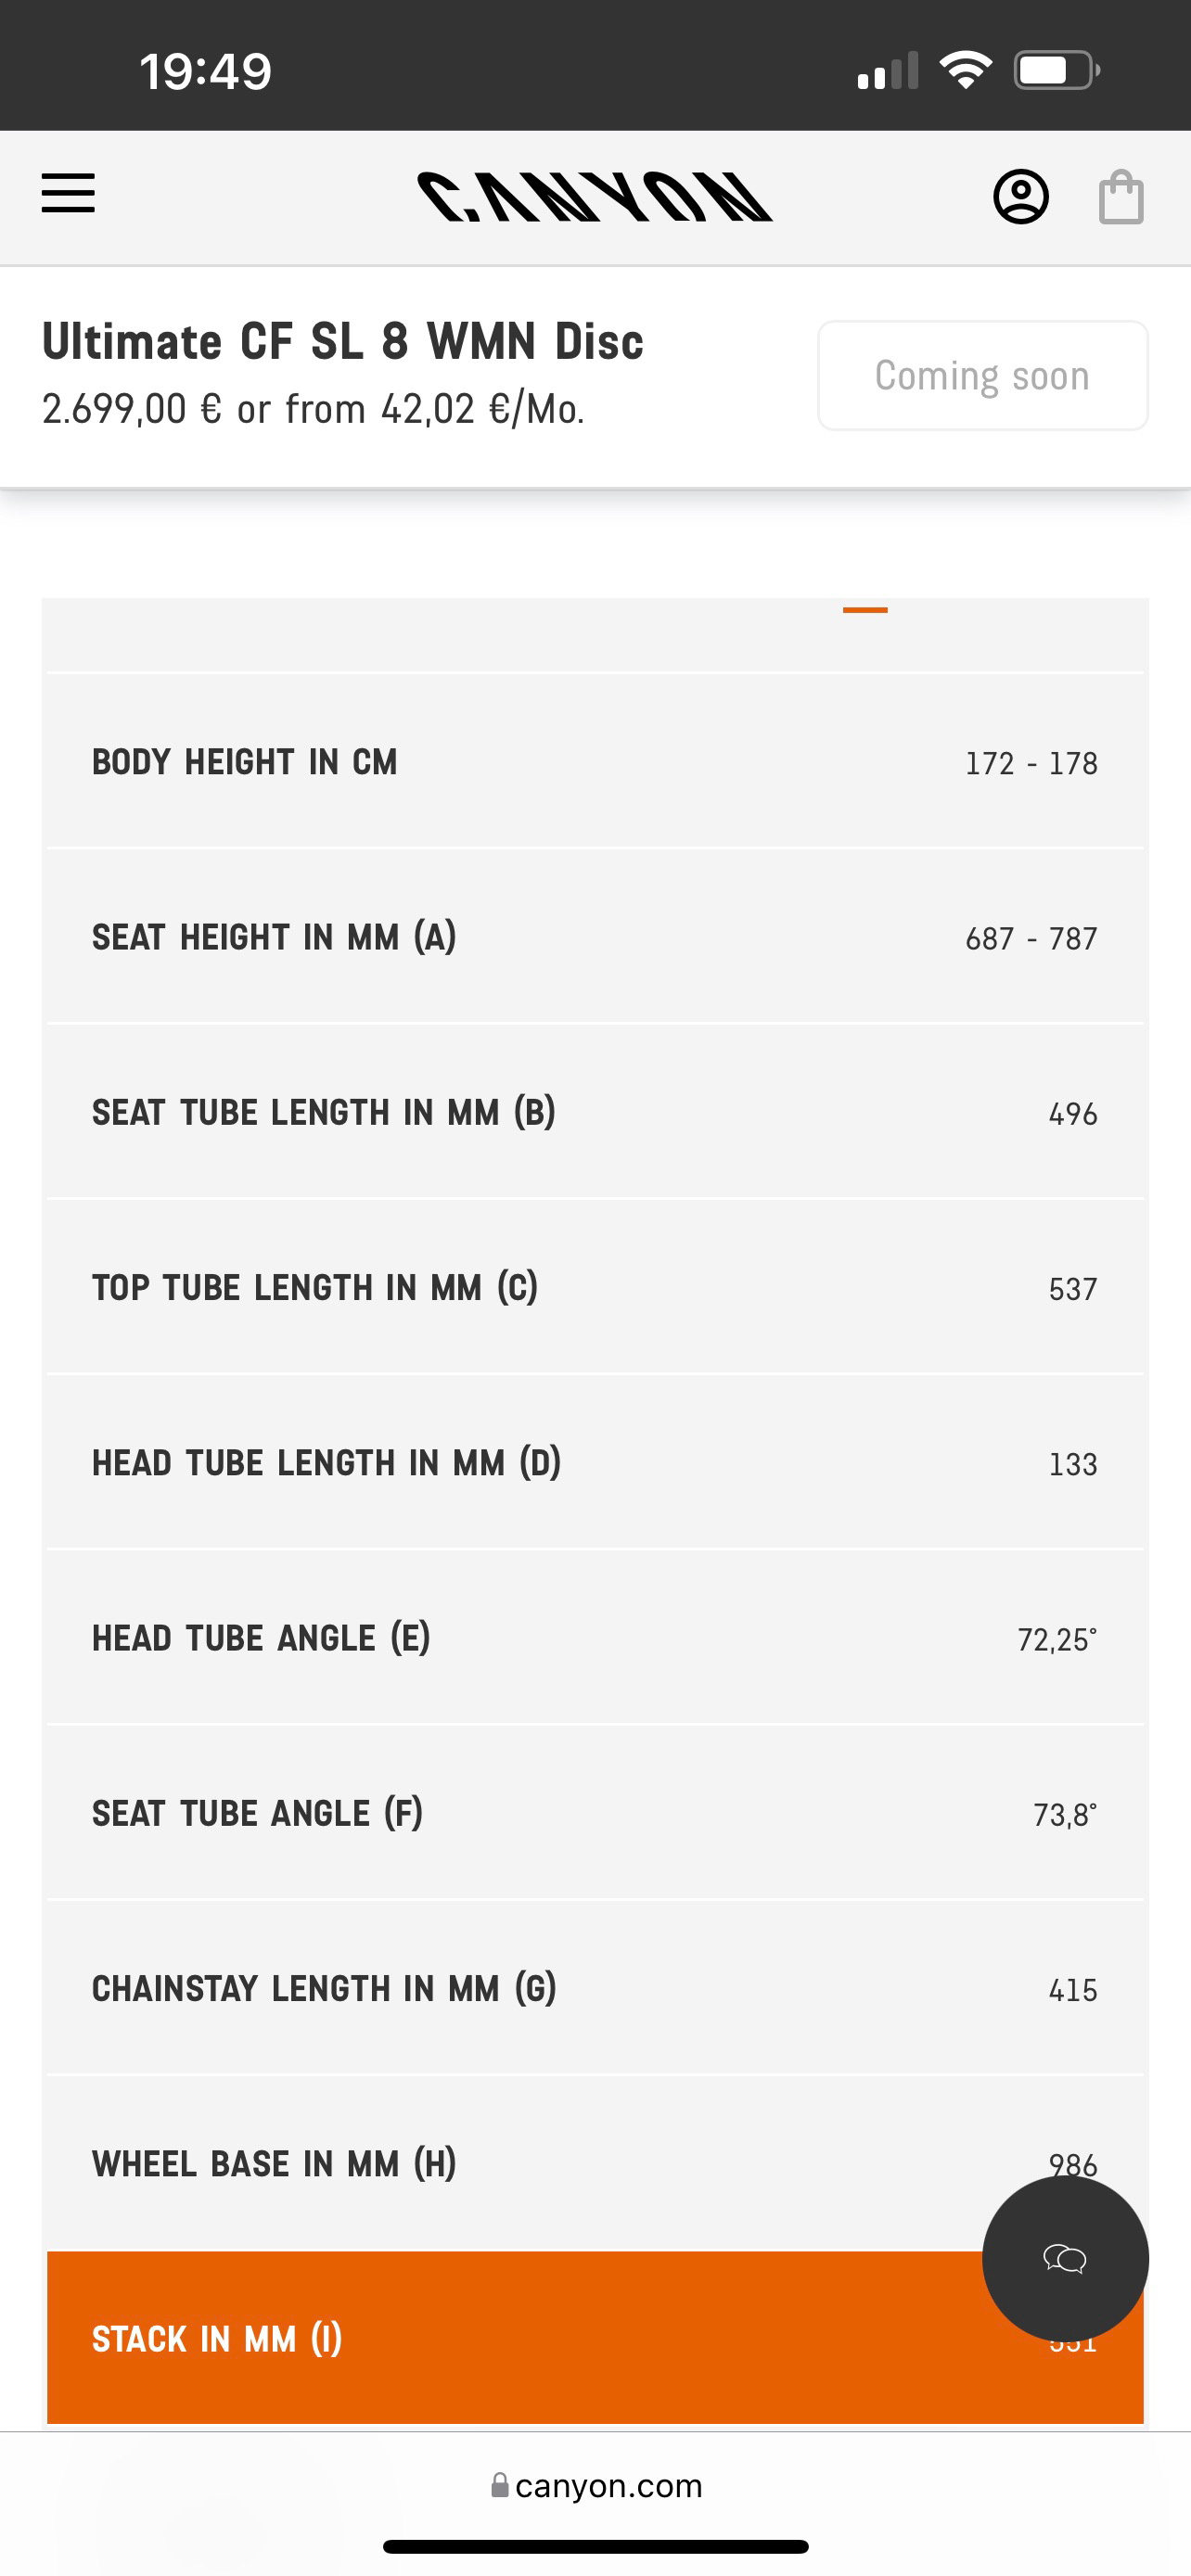 19:49
CANYON
Ultimate CF SL 8 WMN Disc
2.699,00 € or from 42,02 €/Mo.
Coming soon
BODY HEIGHT IN CM 172 - 178
SEAT HEIGHT IN MM (A) 687 - 787
SEAT TUBE LENGTH IN MM (B) 496
TOP TUBE LENGTH IN MM (C) 537
HEAD TUBE LENGTH IN MM (D) 133
HEAD TUBE ANGLE (E) 72,25°
SEAT TUBE ANGLE (F) 73,8°
CHAINSTAY LENGTH IN MM (G) 415
WHEEL BASE IN MM (H) 986
STACK IN MM (I)
canyon.com